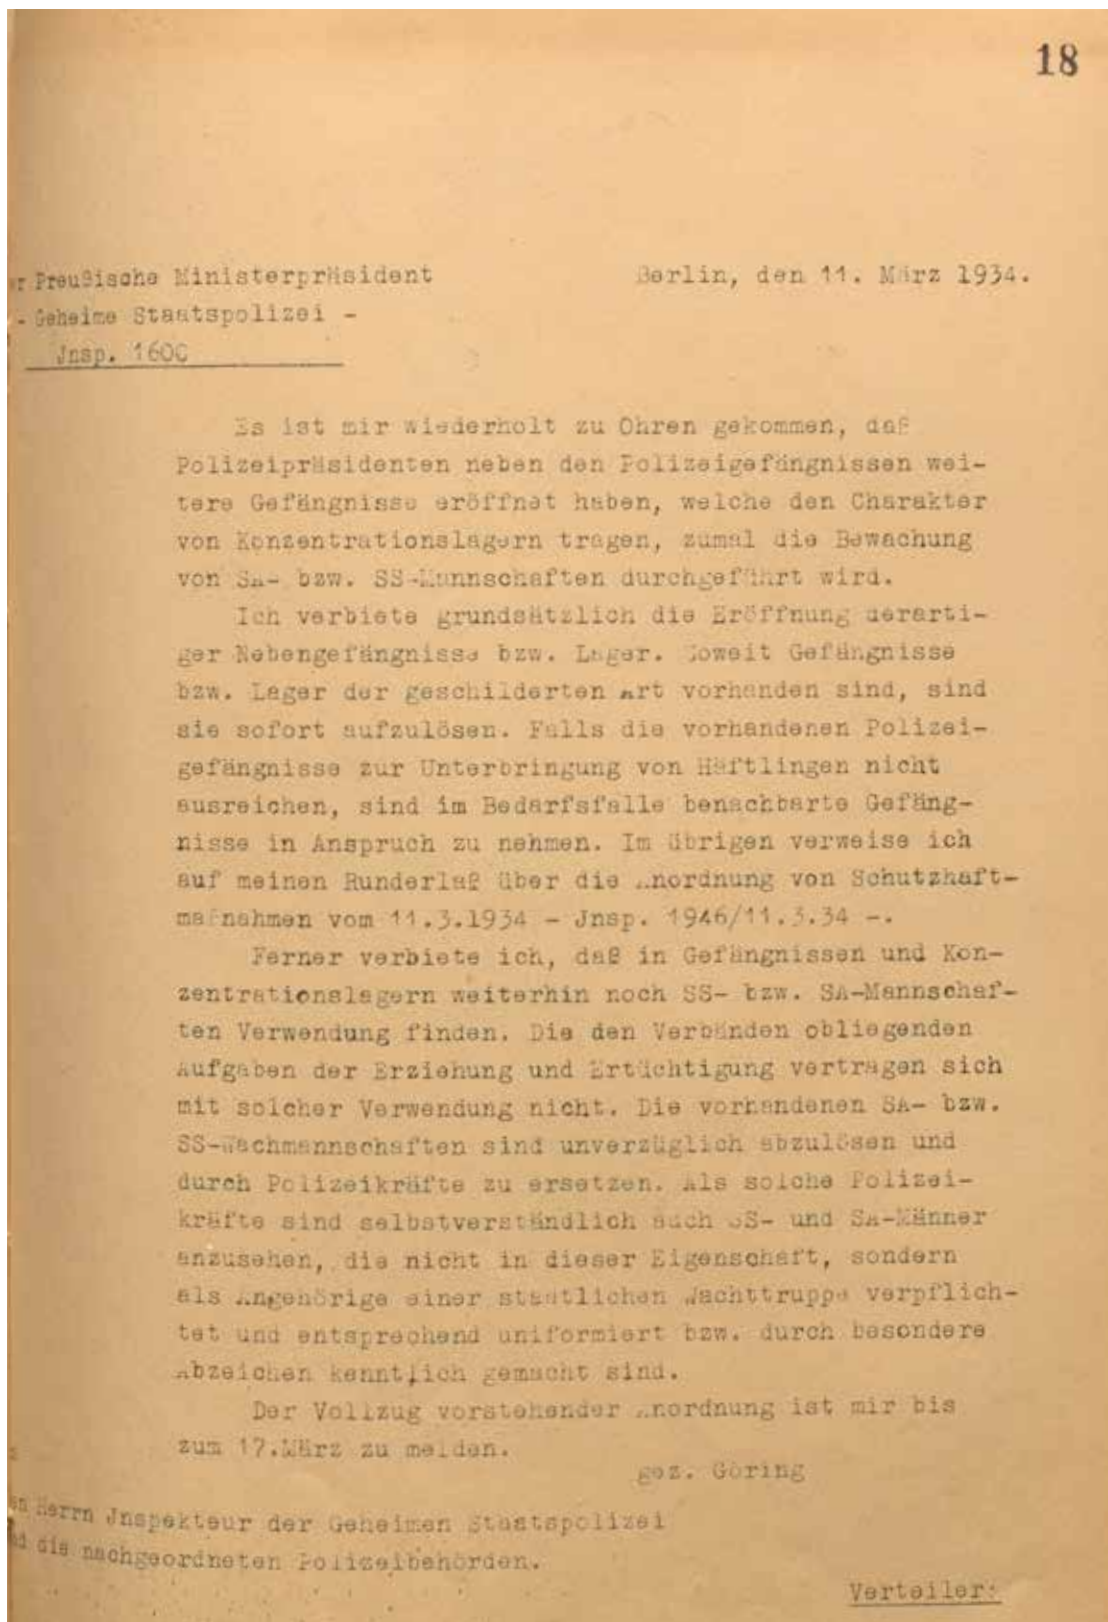 18
r Preußische Ministerpräsident
Berlin, den 11. März 1934.
- Geheime Staatspolizei -
Jnsp. 1600
Es ist mir wiederholt zu Ohren gekommen, daß
Polizeipräsidenten neben den Polizeigefängnissen wei-
tere Gefängnisse eröffnet haben, welche den Charakter
von Konzentrationslagern tragen, zumal die Bewachung
von SA- bzw. SS-Mannschaften durchgeführt wird.
Ich verbiete grundsätzlich die Eröffnung derarti-
ger Nebengefängnisse bzw. Lager. Soweit Gefängnisse
bzw. Lager der geschilderten Art vorhanden sind, sind
sie sofort aufzulösen. Falls die vorhandenen Polizei-
gefängnisse zur Unterbringung von Häftlingen nicht
ausreichen, sind im Bedarfsfalle benachbarte Gefäng-
nisse in Anspruch zu nehmen. Im übrigen verweise ich
auf meinen Runderlaß über die Anordnung von Schutzhaft-
maßnahmen vom 11.3.1934 - Jnsp. 1946/11.3.34 -.
Ferner verbiete ich, daß in Gefängnissen und Kon-
zentrationslagern weiterhin noch SS- bzw. SA-Mannschaf-
ten Verwendung finden. Die den Verbänden obliegenden
Aufgaben der Erziehung und Ertüchtigung vertragen sich
mit solcher Verwendung nicht. Die vorhandenen SA- bzw.
SS-Wachmannschaften sind unverzüglich abzulösen und
durch Polizeikräfte zu ersetzen. Als solche Polizei-
kräfte sind selbstverständlich auch SS- und SA-Männer
anzusehen, die nicht in dieser Eigenschaft, sondern
als Angehörige einer staatlichen Wachttruppe verpflich-
tet und entsprechend uniformiert bzw. durch besondere
Abzeichen kenntlich gemacht sind.
Der Vollzug vorstehender Anordnung ist mir bis
zum 17.März zu melden.
gez. Göring
en Herrn Jnspekteur der Geheimen Staatspolizei
nd die nachgeordneten Polizeibehörden.
Verteiler: